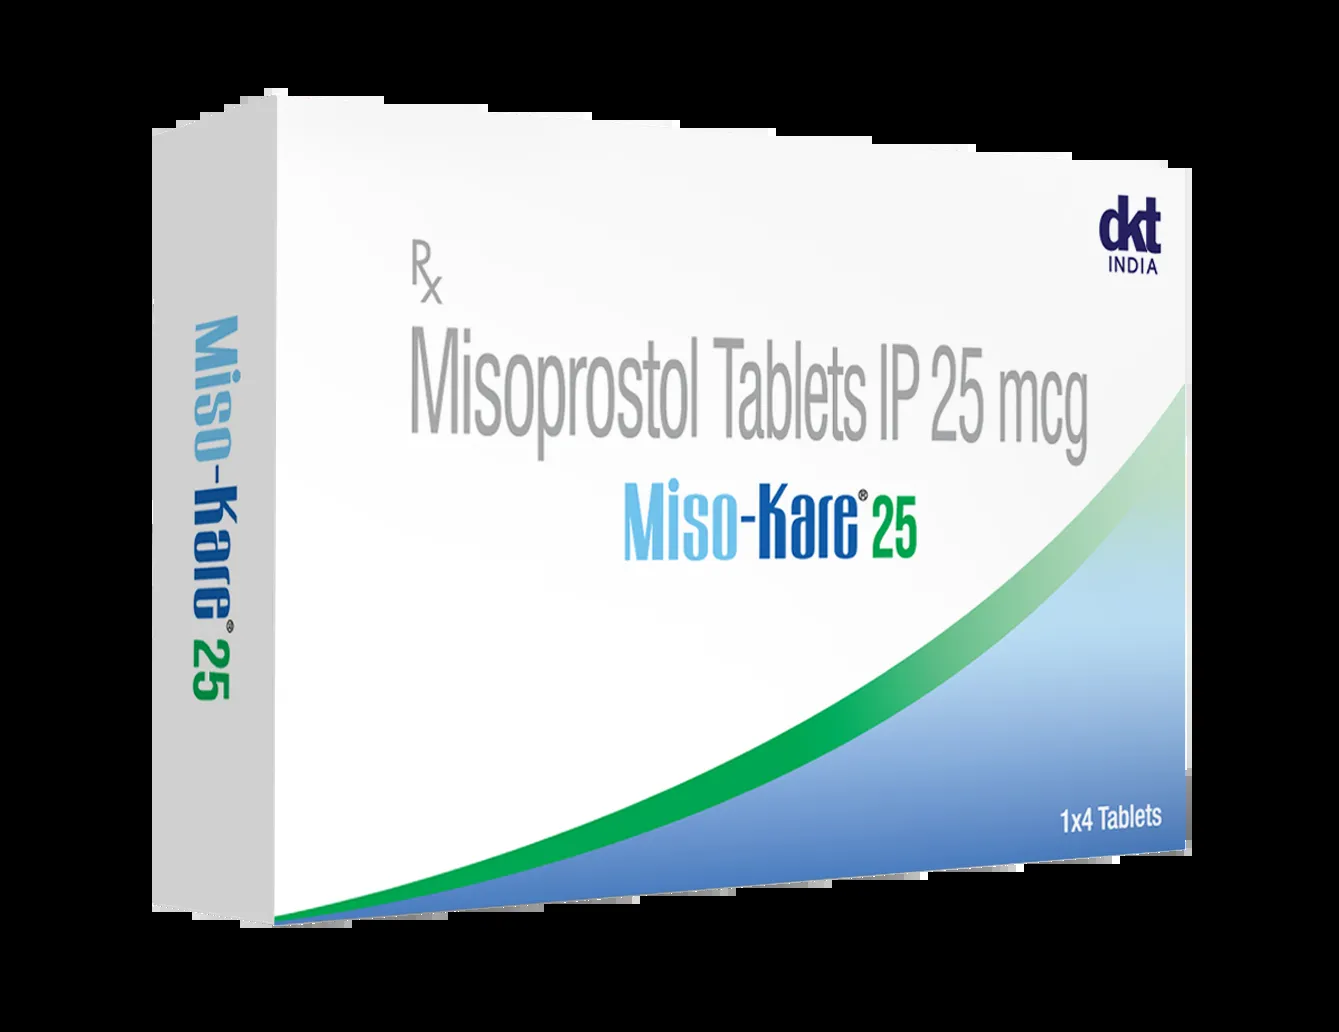 Rx
Misoprostol Tablets IP 25 mcg
Miso-Kare® 25
dkt
INDIA
1x4 Tablets
Miso-Kare® 25